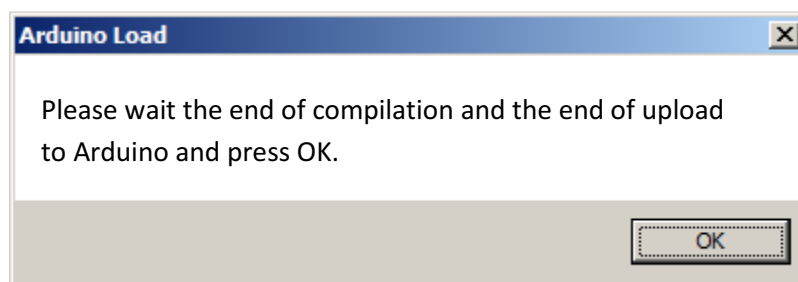 Arduino Load
Please wait the end of compilation and the end of upload
to Arduino and press OK.
OK